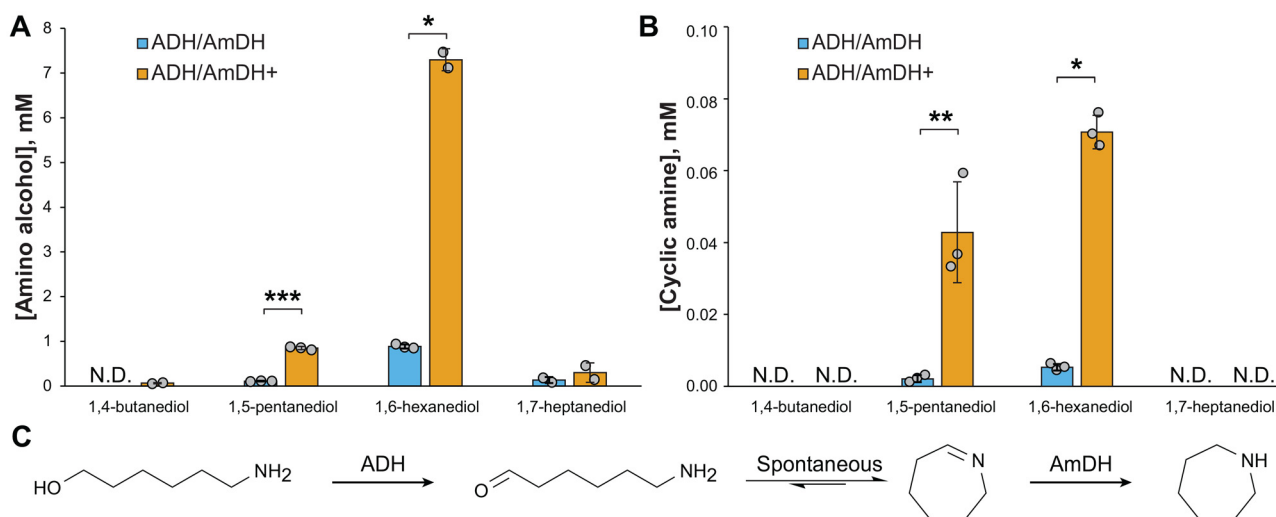 A
8
7
6
5
4
3
2
1
0
[Amino alcohol], mM
ADH/AmDH
ADH/AmDH+
N.D.
***
*
1,4-butanediol
1,5-pentanediol
1,6-hexanediol
1,7-heptanediol
B
0.10
0.08
0.06
0.04
0.02
0.00
[Cyclic amine], mM
ADH/AmDH
ADH/AmDH+
N.D.
N.D.
**
*
N.D.
N.D.
1,4-butanediol
1,5-pentanediol
1,6-hexanediol
1,7-heptanediol
C
HO
NH2
ADH
O
NH2
Spontaneous
N
AmDH
NH